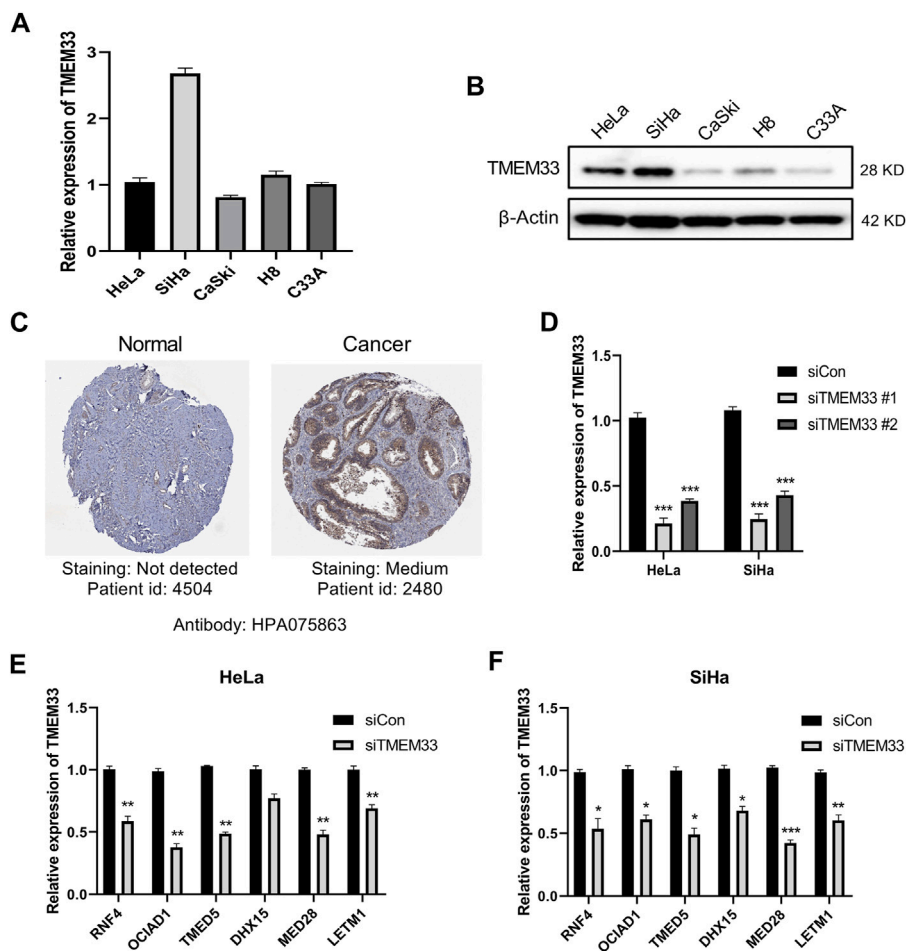 A
Relative expression of TMEM33
3
2
1
0
HeLa
SiHa
CaSki
H8
C33A
B
HeLa
SiHa
CaSki
H8
C33A
TMEM33
28 KD
β-Actin
42 KD
C
Normal
Cancer
Staining: Not detected
Patient id: 4504
Staining: Medium
Patient id: 2480
Antibody: HPA075863
D
Relative expression of TMEM33
1.5
1.0
0.5
0.0
siCon
siTMEM33 #1
siTMEM33 #2
***
***
***
***
HeLa
SiHa
E
HeLa
Relative expression of TMEM33
1.5
1.0
0.5
0.0
siCon
siTMEM33
**
**
**
**
**
RNF4
OCIAD1
TMED5
DHX15
MED28
LETM1
F
SiHa
Relative expression of TMEM33
1.5
1.0
0.5
0.0
siCon
siTMEM33
*
*
*
*
***
**
RNF4
OCIAD1
TMED5
DHX15
MED28
LETM1